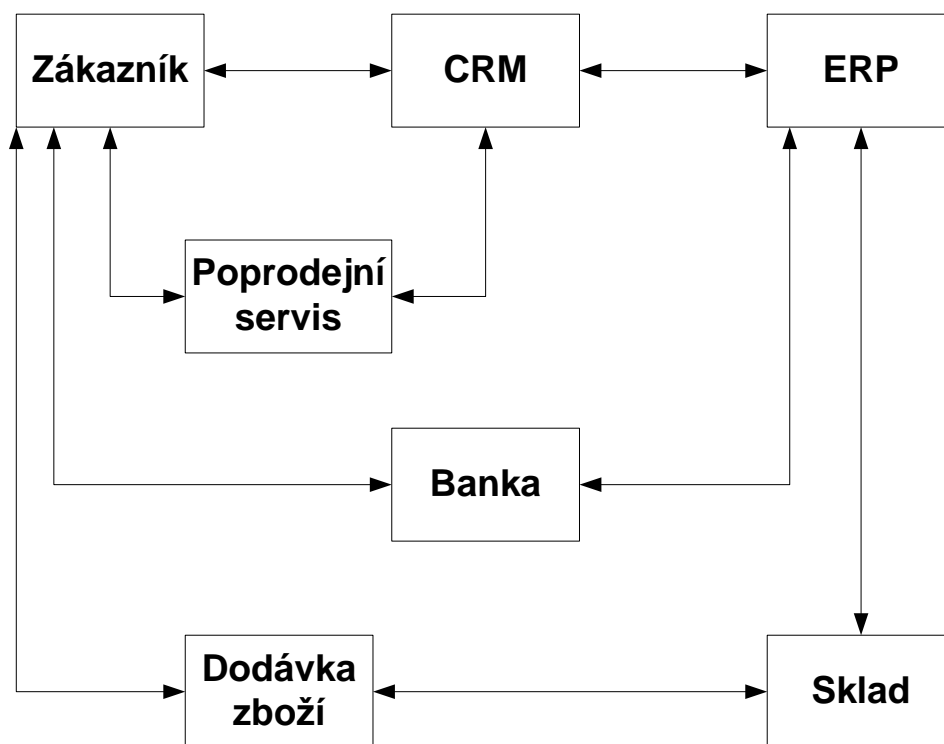 Zákazník
CRM
ERP
Poprodejní
servis
Banka
Dodávka
zboží
Sklad